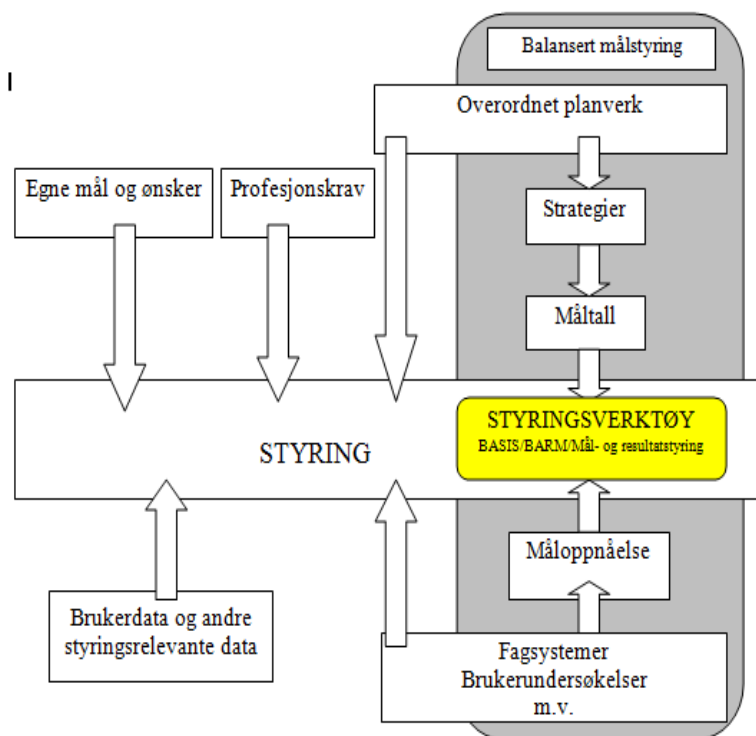 Balansert målstyring
I
Overordnet planverk
Egne mål og ønsker
Profesjonskrav
Strategier
Måltall
STYRING
STYRINGSVERKTØY
BASIS/BARM/Mål- og resultatstyring
Måloppnåelse
Brukerdata og andre
styringsrelevante data
Fagsystemer
Brukerundersøkelser
m.v.